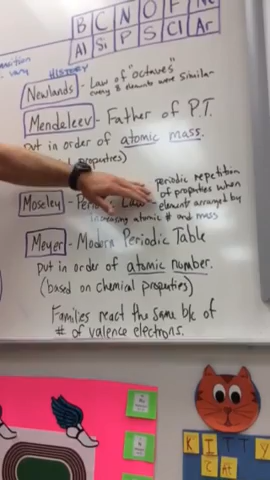 B C N O F Ne
Al Si P S Cl Ar
vary
HISTORY
Newlands - Law of "octaves"
every 8 elements were similar
Mendeleev - Father of P.T.
put in order of atomic mass.
properties)
Moseley - Law - periodic repetition
of properties when
elements arranged by
increasing atomic # and mass
Meyer - Modern Periodic Table
put in order of atomic number.
(based on chemical properties)
Families react the same b/c of
# of valence electrons.
K I T T Y
C At